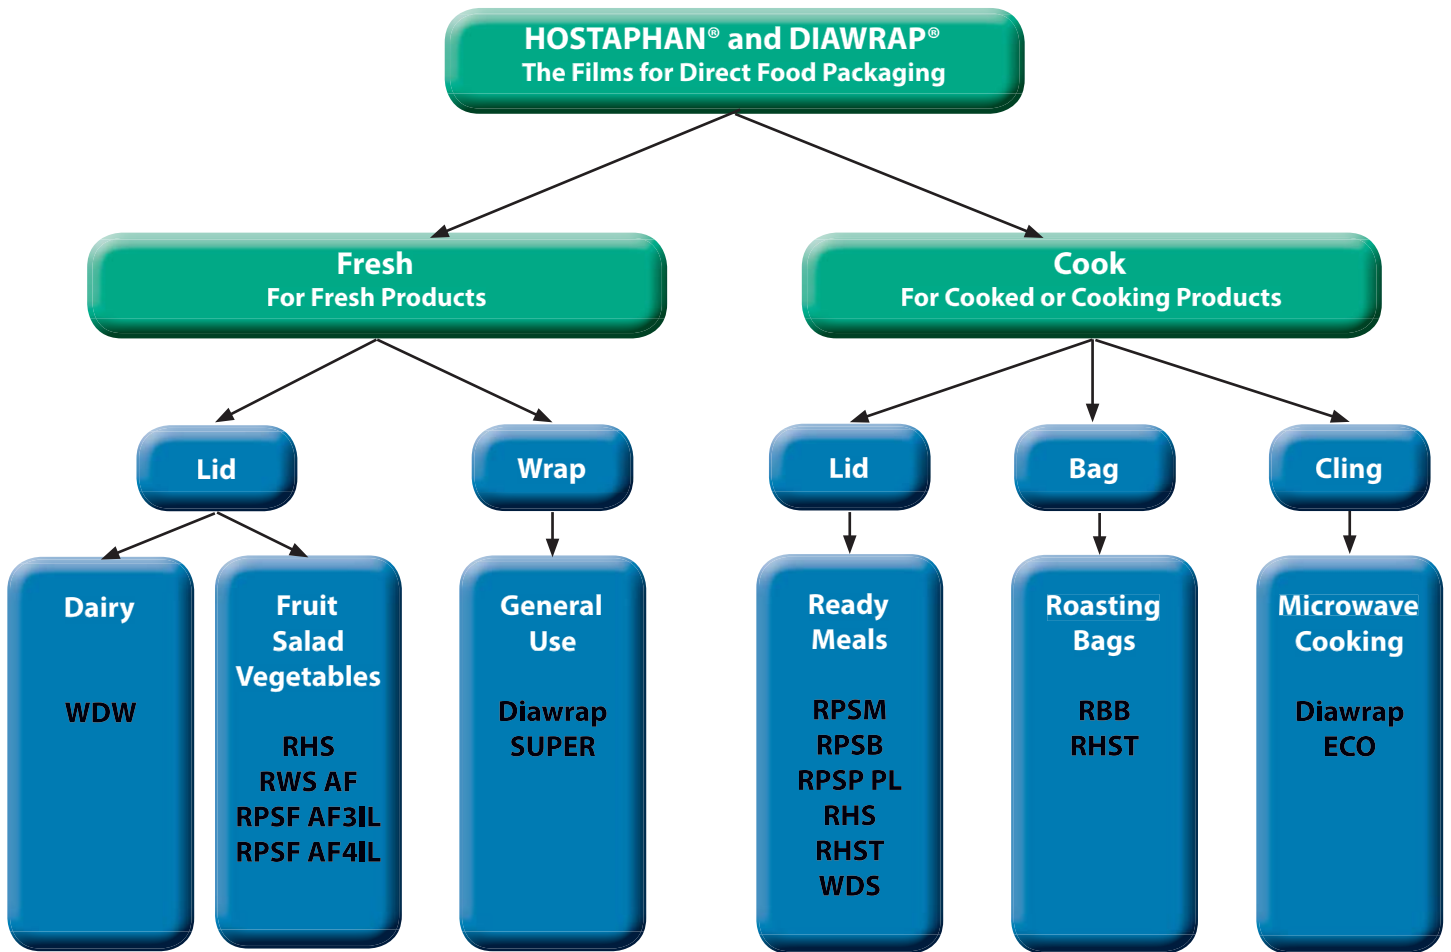 HOSTAPHAN® and DIAWRAP®
The Films for Direct Food Packaging
Fresh
For Fresh Products
Cook
For Cooked or Cooking Products
Lid
Wrap
Lid
Bag
Cling
Dairy
WDW
Fruit
Salad
Vegetables
RHS
RWS AF
RPSF AF3IL
RPSF AF4IL
General
Use
Diawrap
SUPER
Ready
Meals
RPSM
RPSB
RPSP PL
RHS
RHST
WDS
Roasting
Bags
RBB
RHST
Microwave
Cooking
Diawrap
ECO